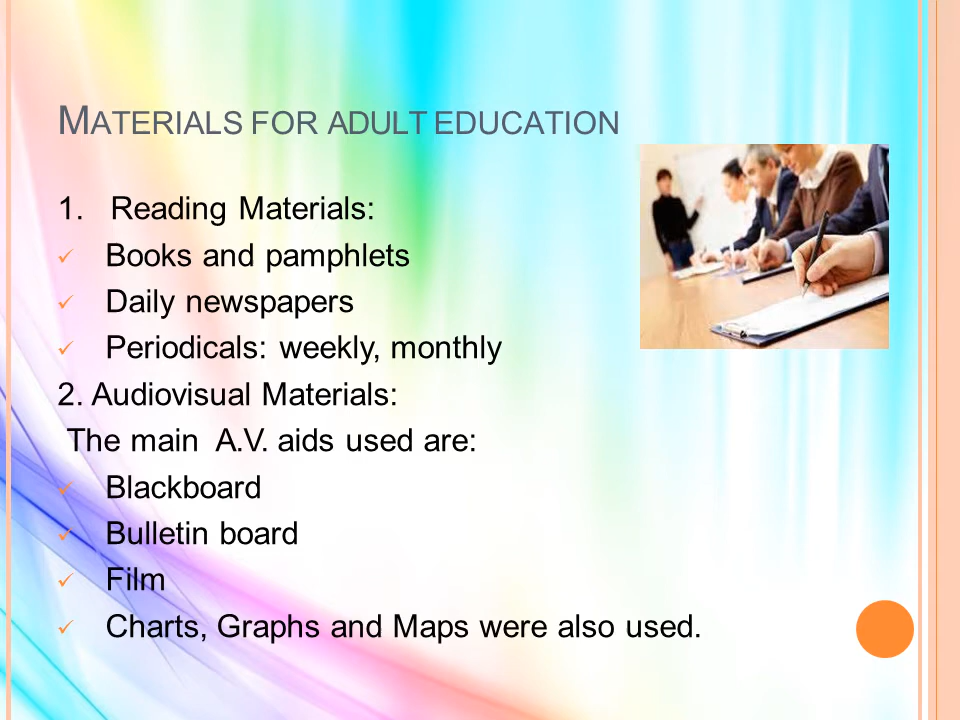 MATERIALS FOR ADULT EDUCATION
1. Reading Materials:
✓ Books and pamphlets
✓ Daily newspapers
✓ Periodicals: weekly, monthly
2. Audiovisual Materials:
The main A.V. aids used are:
✓ Blackboard
✓ Bulletin board
✓ Film
✓ Charts, Graphs and Maps were also used.